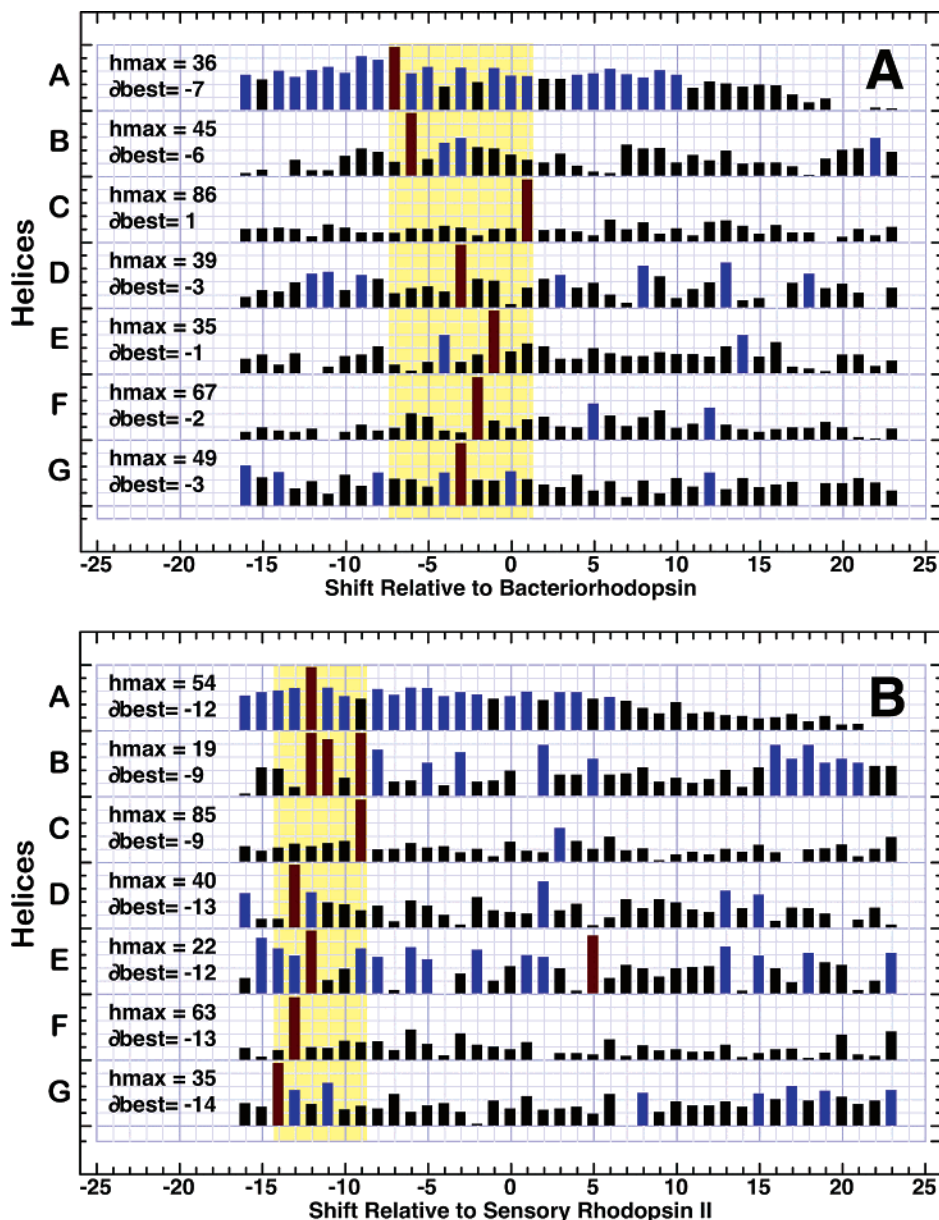 A
hmax = 36
∂best= -7
A
B
hmax = 45
∂best= -6
C
hmax = 86
∂best= 1
D
hmax = 39
∂best= -3
E
hmax = 35
∂best= -1
F
hmax = 67
∂best= -2
G
hmax = 49
∂best= -3
Helices
-25 -20 -15 -10 -5 0 5 10 15 20 25
Shift Relative to Bacteriorhodopsin
A
hmax = 54
∂best= -12
B
B
hmax = 19
∂best= -9
C
hmax = 85
∂best= -9
D
hmax = 40
∂best= -13
E
hmax = 22
∂best= -12
F
hmax = 63
∂best= -13
G
hmax = 35
∂best= -14
Helices
-25 -20 -15 -10 -5 0 5 10 15 20 25
Shift Relative to Sensory Rhodopsin II